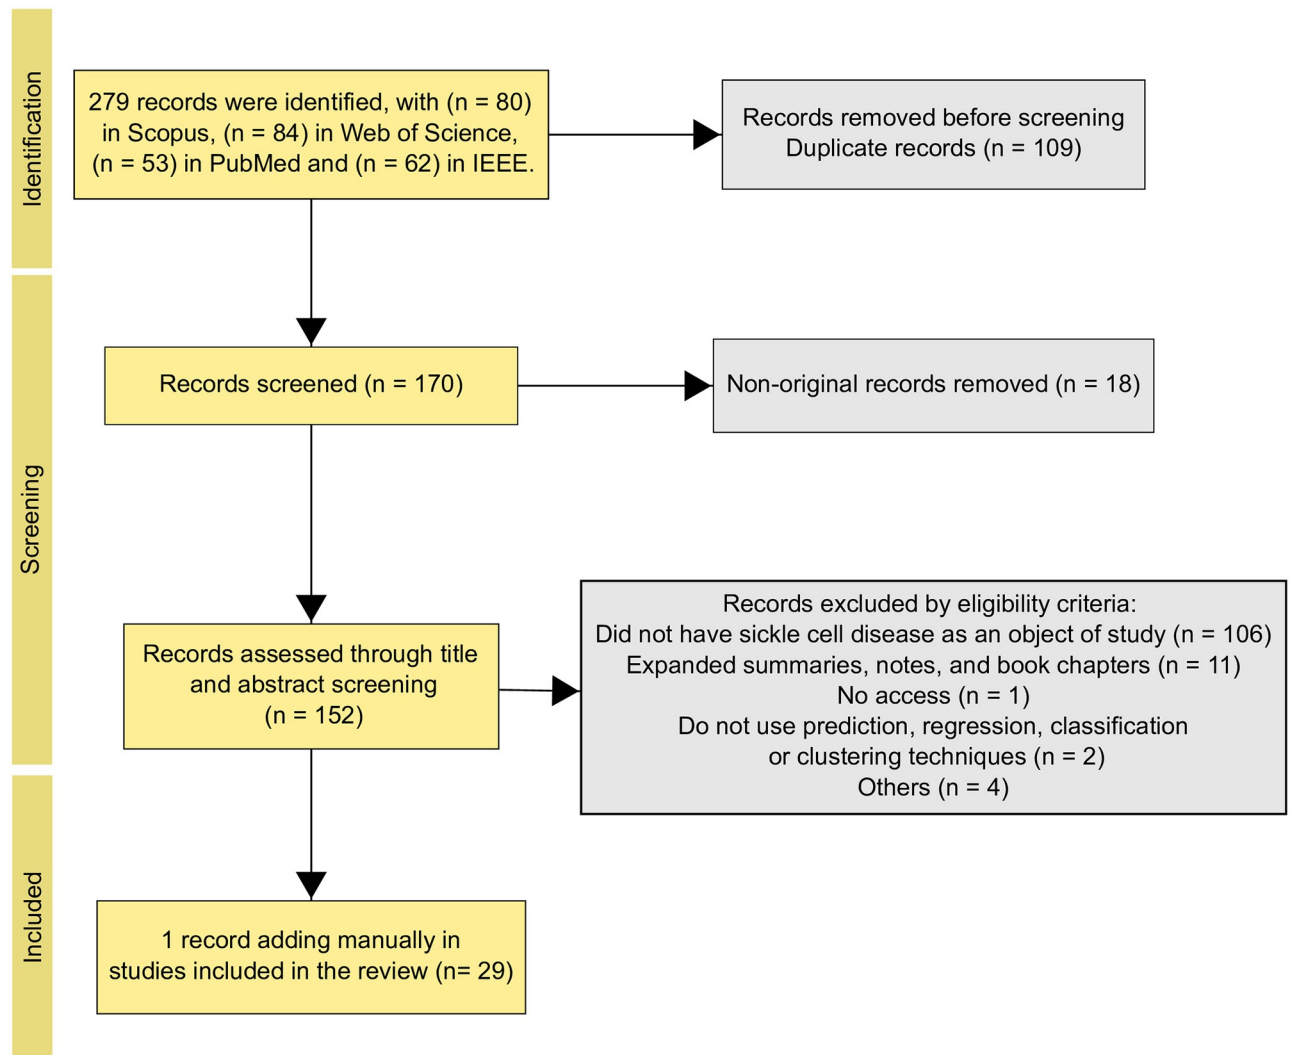 Identification
279 records were identified, with (n = 80)
in Scopus, (n = 84) in Web of Science,
(n = 53) in PubMed and (n = 62) in IEEE.
Records removed before screening
Duplicate records (n = 109)
Screening
Records screened (n = 170)
Non-original records removed (n = 18)
Records assessed through title
and abstract screening
(n = 152)
Records excluded by eligibility criteria:
Did not have sickle cell disease as an object of study (n = 106)
Expanded summaries, notes, and book chapters (n = 11)
No access (n = 1)
Do not use prediction, regression, classification
or clustering techniques (n = 2)
Others (n = 4)
Included
1 record adding manually in
studies included in the review (n= 29)